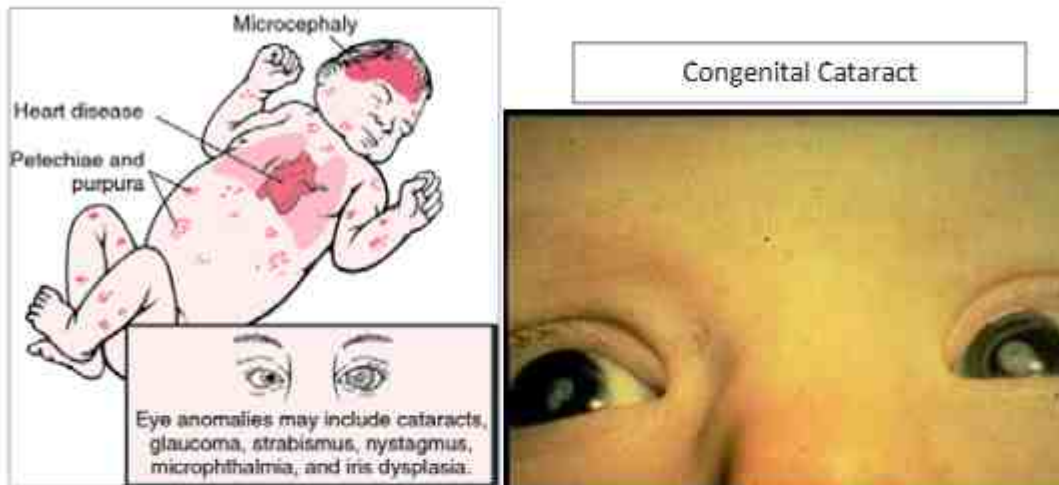 Microcephaly
Heart disease
Petechiae and
purpura
Eye anomalies may include cataracts,
glaucoma, strabismus, nystagmus,
microphthalmia, and iris dysplasia.
Congenital Cataract